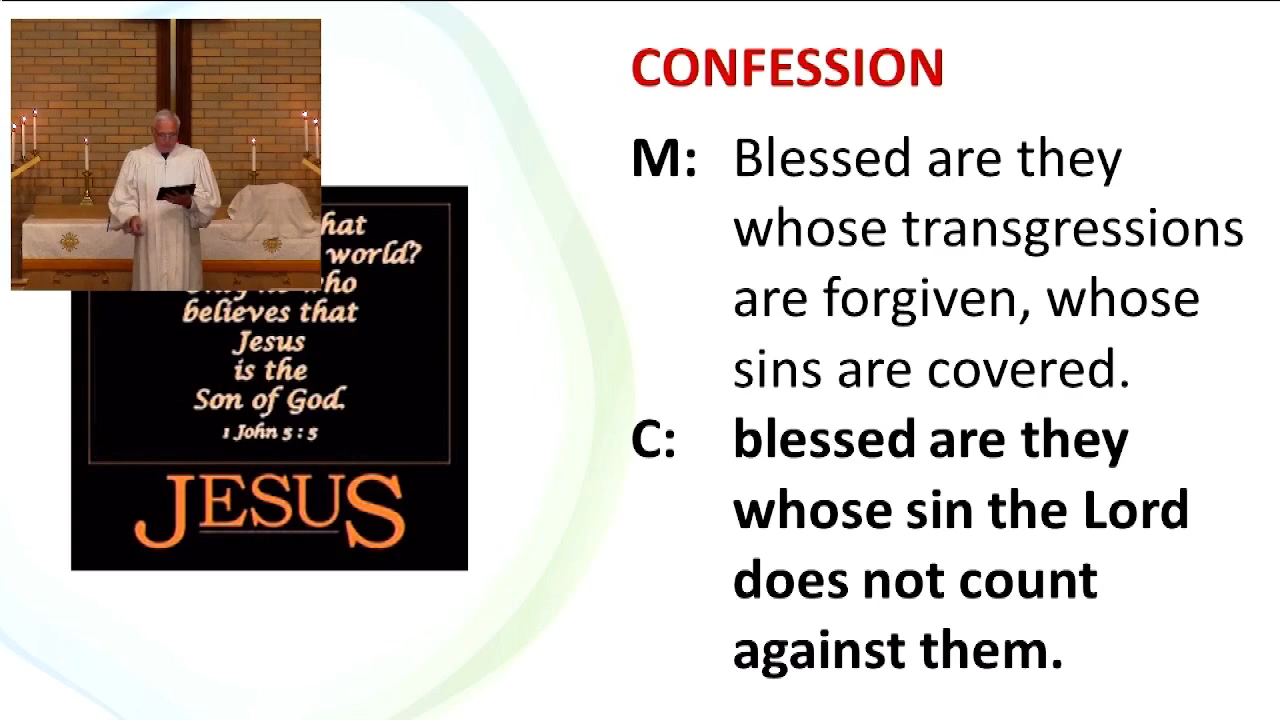 CONFESSION
M: Blessed are they
whose transgressions
are forgiven, whose
sins are covered.
C: blessed are they
whose sin the Lord
does not count
against them.
world?
believes that
Jesus
is the
Son of God.
1 John 5:5
JESUS